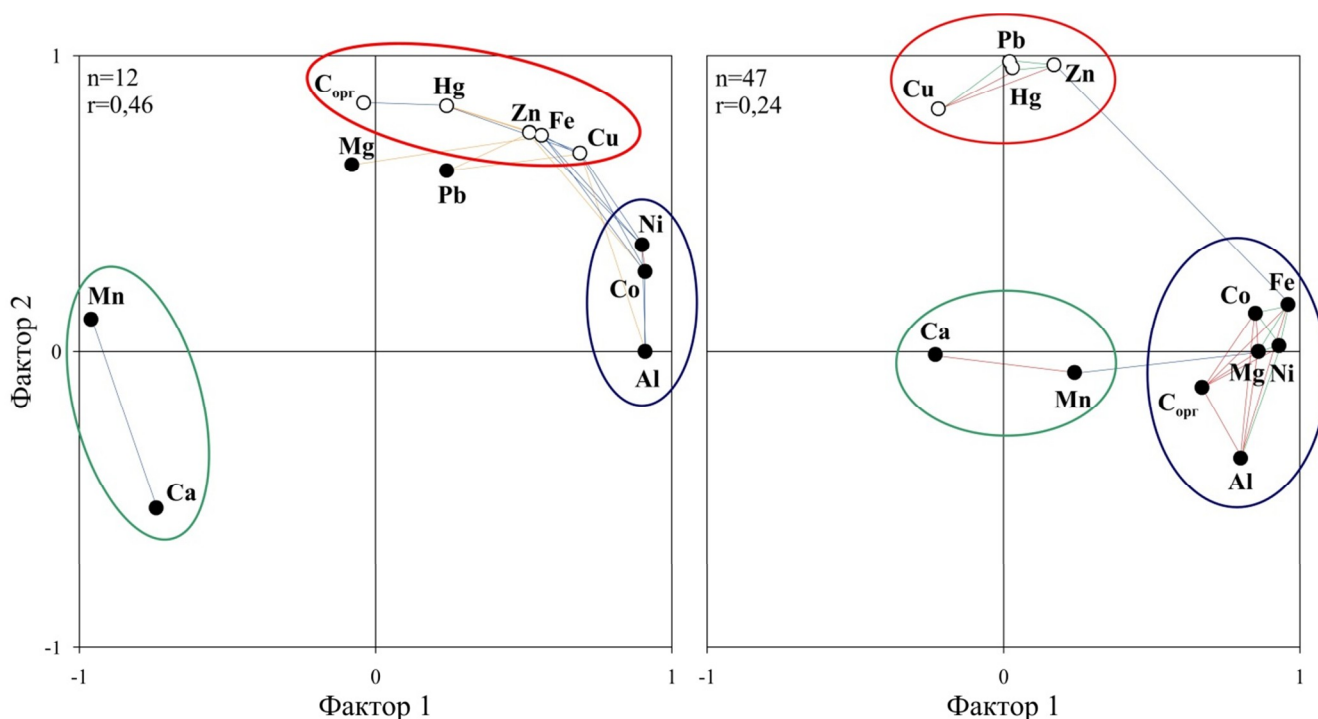 n=12
r=0,46
1
0
-1
Фактор 2
Cорг
Hg
Zn
Fe
Cu
Mg
Pb
Ni
Co
Al
Mn
Ca
-1
0
1
Фактор 1
n=47
r=0,24
Pb
Zn
Cu
Hg
Fe
Co
Ca
Mg
Ni
Mn
Cорг
Al
-1
0
1
Фактор 1